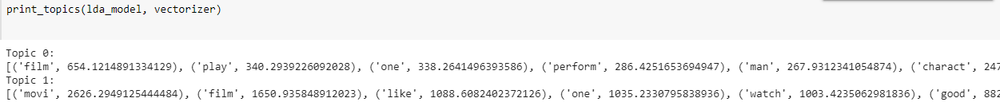 print_topics(lda_model, vectorizer)
Topic 0:
[('film', 654.1214891334129), ('play', 340.2939226092028), ('one', 338.2641496393586), ('perform', 286.4251653694947), ('man', 267.9312341054874), ('charact', 247
Topic 1:
[('movi', 2626.2949125444484), ('film', 1650.935848912023), ('like', 1088.6082402372126), ('one', 1035.2330795838936), ('watch', 1003.4235062981836), ('good', 882